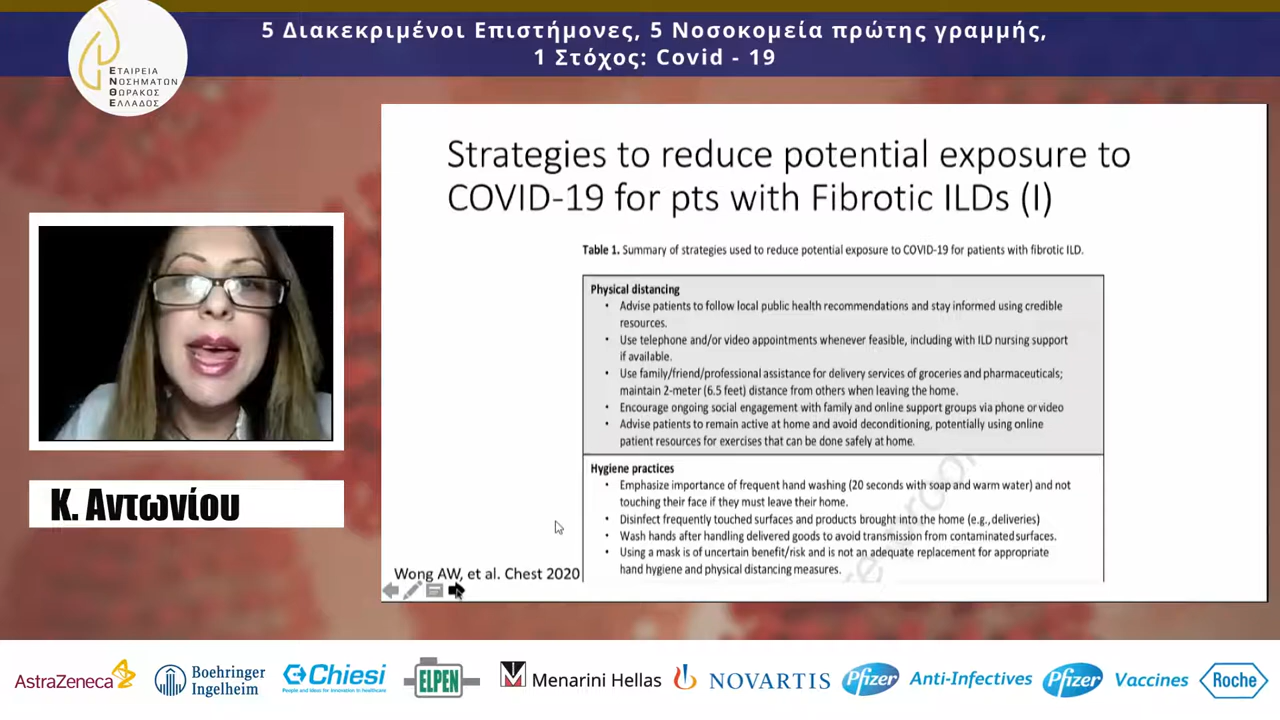 5 Διακεκριμένοι Επιστήμονες, 5 Νοσοκομεία πρώτης γραμμής,
1 Στόχος: Covid - 19
ΕΤΑΙΡΕΙΑ
ΝΟΣΗΜΑΤΩΝ
ΘΩΡΑΚΟΣ
ΕΛΛΑΔΟΣ
Strategies to reduce potential exposure to
COVID-19 for pts with Fibrotic ILDs (I)
Table 1. Summary of strategies used to reduce potential exposure to COVID-19 for patients with fibrotic ILD.
Physical distancing
• Advise patients to follow local public health recommendations and stay informed using credible
resources.
• Use telephone and/or video appointments whenever feasible, including with ILD nursing support
if available.
• Use family/friend/professional assistance for delivery services of groceries and pharmaceuticals;
maintain 2-meter (6.5 feet) distance from others when leaving the home.
• Encourage ongoing social engagement with family and online support groups via phone or video
• Advise patients to remain active at home and avoid deconditioning, potentially using online
patient resources for exercises that can be done safely at home.
Hygiene practices
• Emphasize importance of frequent hand washing (20 seconds with soap and warm water) and not
touching their face if they must leave their home.
• Disinfect frequently touched surfaces and products brought into the home (e.g., deliveries)
• Wash hands after handling delivered goods to avoid transmission from contaminated surfaces.
• Using a mask is of uncertain benefit/risk and is not an adequate replacement for appropriate
hand hygiene and physical distancing measures.
Wong AW, et al. Chest 2020
Κ. Αντωνίου
AstraZeneca
Boehringer
Ingelheim
Chiesi
People and ideas for innovation in healthcare
ELPEN
Menarini Hellas
NOVARTIS
Pfizer
Anti-Infectives
Pfizer
Vaccines
Roche